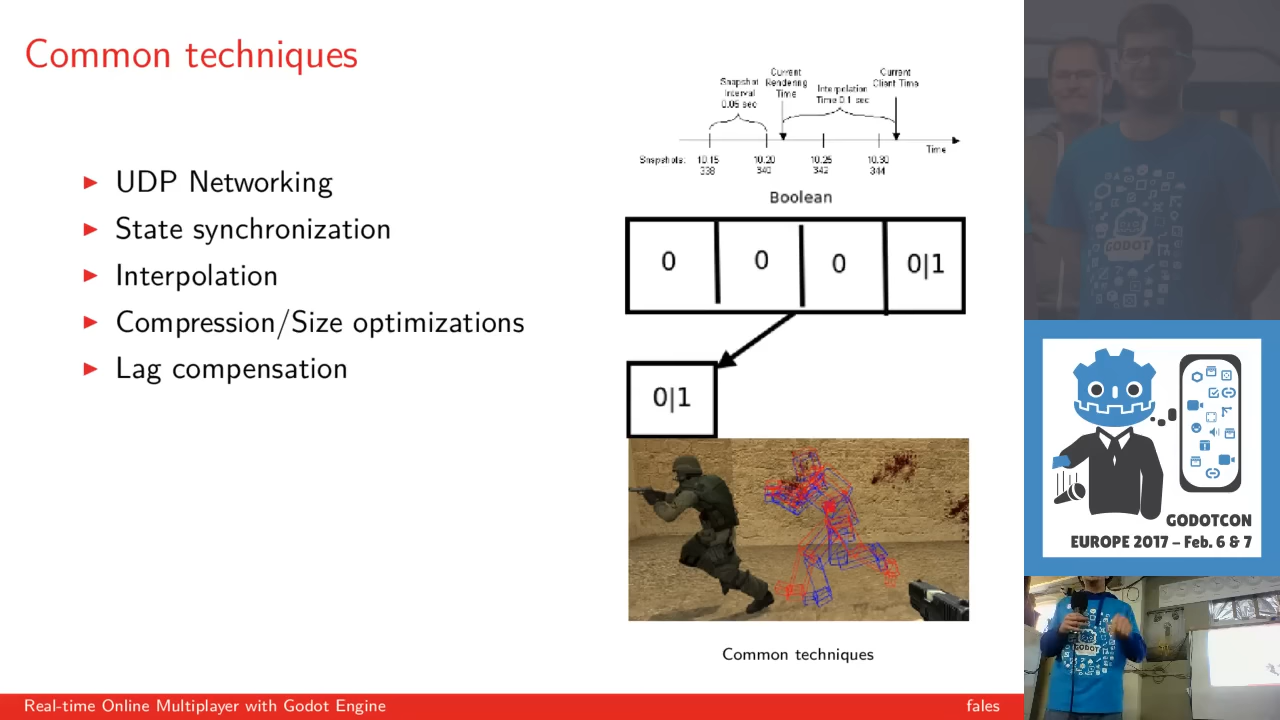 Common techniques
UDP Networking
State synchronization
Interpolation
Compression/Size optimizations
Lag compensation
Snapshot
Interval
0.05 sec
Current
Rendering
Time
Interpolation
Time 0.1 sec
Current
Client Time
Time
Snapshots: 10.15 10.20 10.25 10.30
338 340 342 344
Boolean
0 0 0 0|1
0|1
Common techniques
GODOT
GODOTCON
EUROPE 2017 – Feb. 6 & 7
GODOT
Real-time Online Multiplayer with Godot Engine
fales